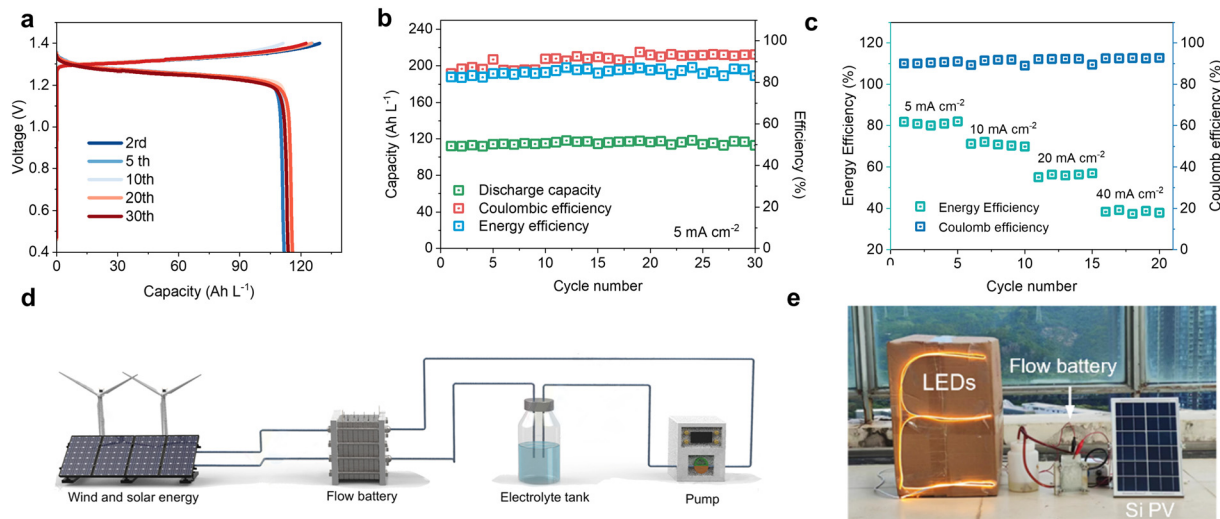 a
1.4
1.2
1.0
0.8
0.6
0.4
Voltage (V)
2rd
5 th
10th
20th
30th
0 30 60 90 120
Capacity (Ah L⁻¹)
b
240
200
160
120
80
40
0
Capacity (Ah L⁻¹)
100
80
60
40
20
0
Efficiency (%)
Discharge capacity
Coulombic efficiency
Energy efficiency
5 mA cm⁻²
0 5 10 15 20 25 30
Cycle number
c
120
100
80
60
40
20
Energy Efficiency (%)
100
80
60
40
20
0
Coulomb efficiency (%)
5 mA cm⁻²
10 mA cm⁻²
20 mA cm⁻²
40 mA cm⁻²
Energy Efficiency
Coulomb efficiency
0 5 10 15 20
Cycle number
d
Wind and solar energy
Flow battery
Electrolyte tank
Pump
e
LEDs
Flow battery
Si PV